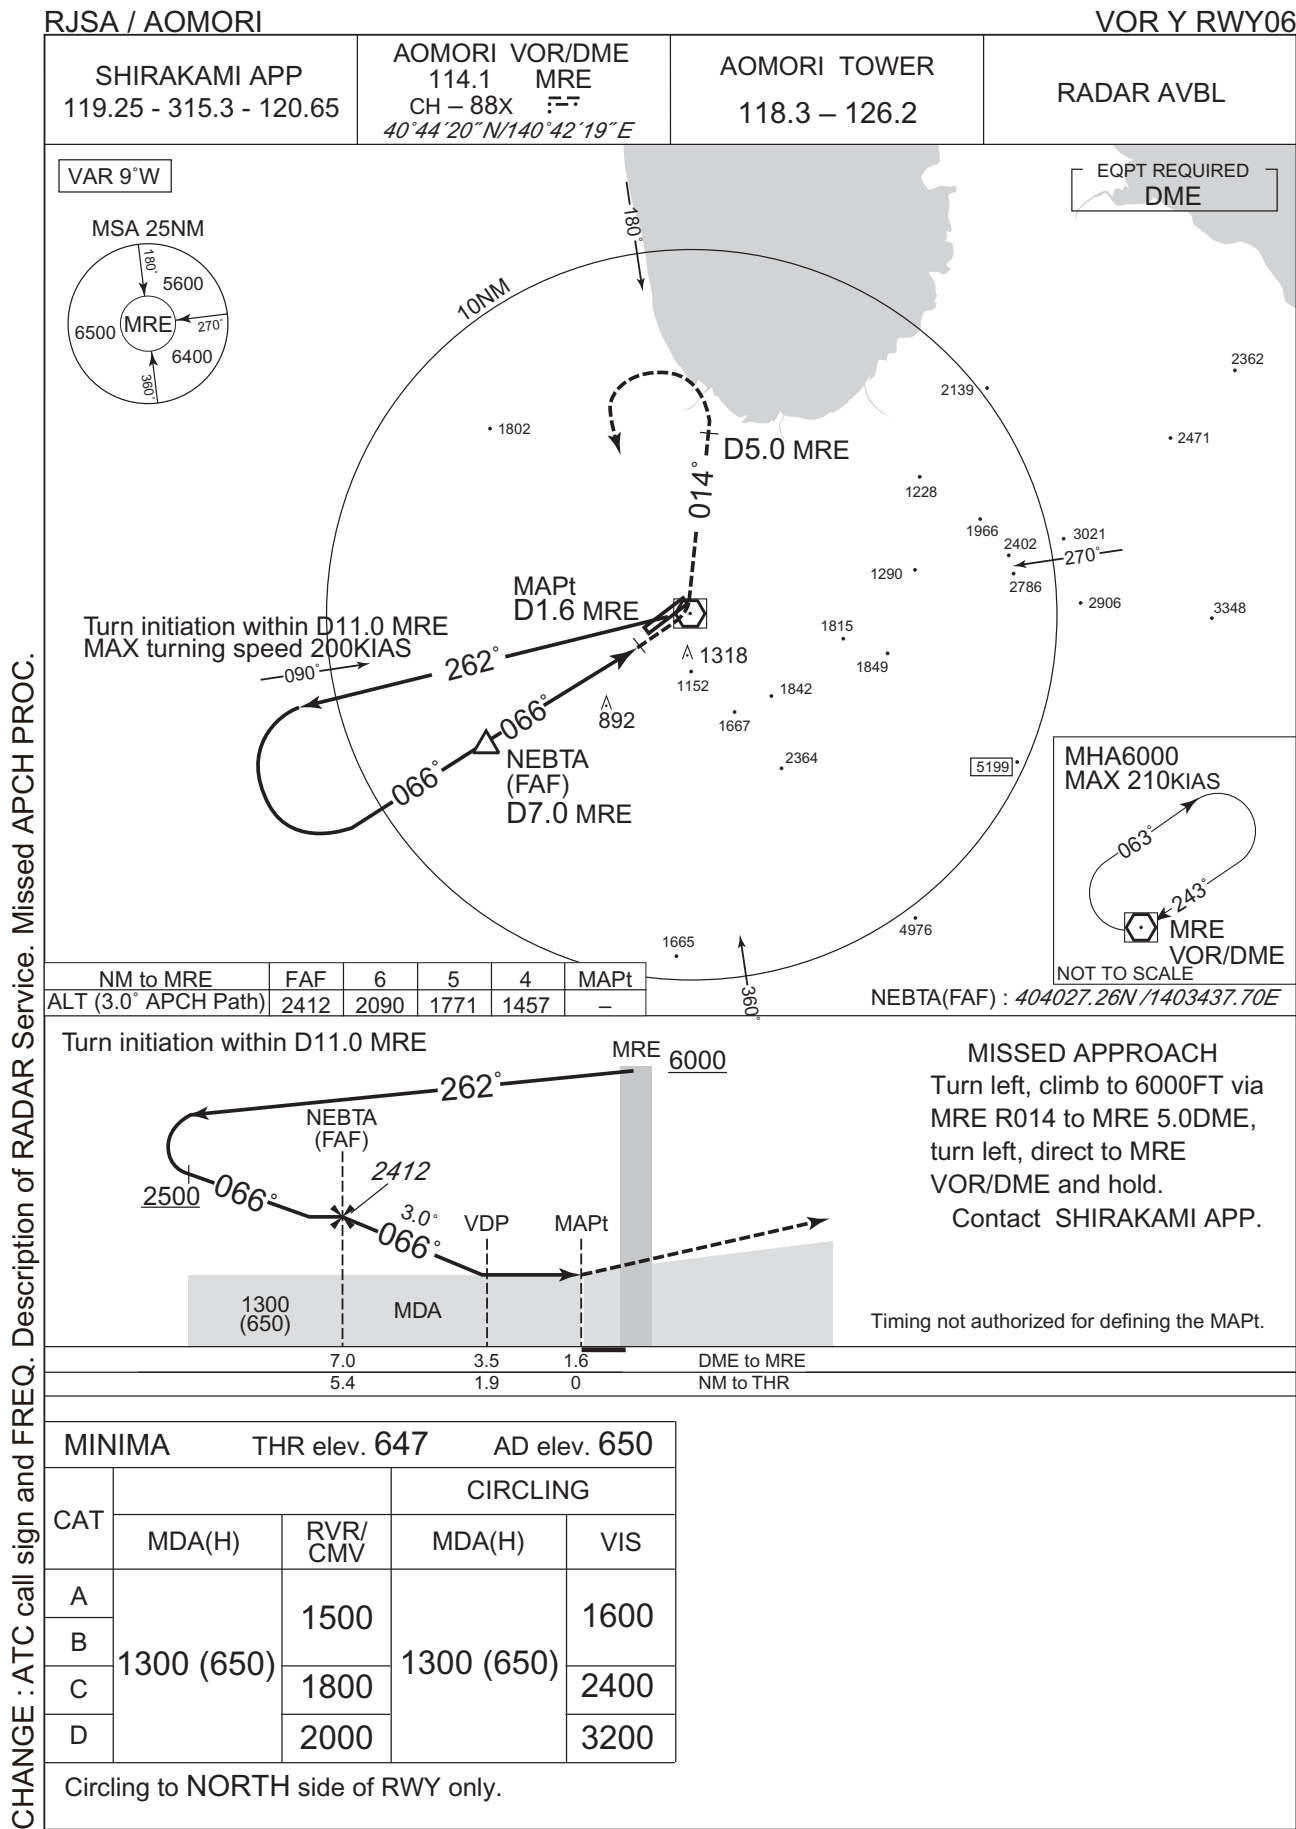 RJSA / AOMORI
VOR Y RWY06
SHIRAKAMI APP
119.25 - 315.3 - 120.65
AOMORI VOR/DME
114.1 MRE
CH – 88X
40°44´20˝N/140°42´19˝E
AOMORI TOWER
118.3 – 126.2
RADAR AVBL
VAR 9°W
EQPT REQUIRED
DME
MSA 25NM
180°
5600
6500
MRE
270°
6400
360°
180°
10NM
2362
2139
1802
2471
D5.0 MRE
014°
1228
1966
3021
2402
270°
1290
2786
MAPt
D1.6 MRE
2906
3348
Turn initiation within D11.0 MRE
MAX turning speed 200KIAS
1815
090°
262°
1318
1849
1152
1842
066°
892
1667
NEBTA
(FAF)
D7.0 MRE
066°
2364
5199
MHA6000
MAX 210KIAS
063°
243°
MRE
VOR/DME
NOT TO SCALE
4976
1665
360°
NM to MRE FAF 6 5 4 MAPt
ALT (3.0° APCH Path) 2412 2090 1771 1457 –
NEBTA(FAF) : 404027.26N /1403437.70E
Turn initiation within D11.0 MRE
MRE 6000
262°
NEBTA
(FAF)
2412
2500
066°
3.0°
066°
VDP
MAPt
1300
(650)
MDA
MISSED APPROACH
Turn left, climb to 6000FT via
MRE R014 to MRE 5.0DME,
turn left, direct to MRE
VOR/DME and hold.
Contact SHIRAKAMI APP.
Timing not authorized for defining the MAPt.
7.0 3.5 1.6 DME to MRE
5.4 1.9 0 NM to THR
MINIMA THR elev. 647 AD elev. 650
CAT
CIRCLING
MDA(H)
RVR/
CMV
MDA(H)
VIS
A
B
C
D
1300 (650)
1500
1800
2000
1300 (650)
1600
2400
3200
Circling to NORTH side of RWY only.
CHANGE : ATC call sign and FREQ. Description of RADAR Service. Missed APCH PROC.